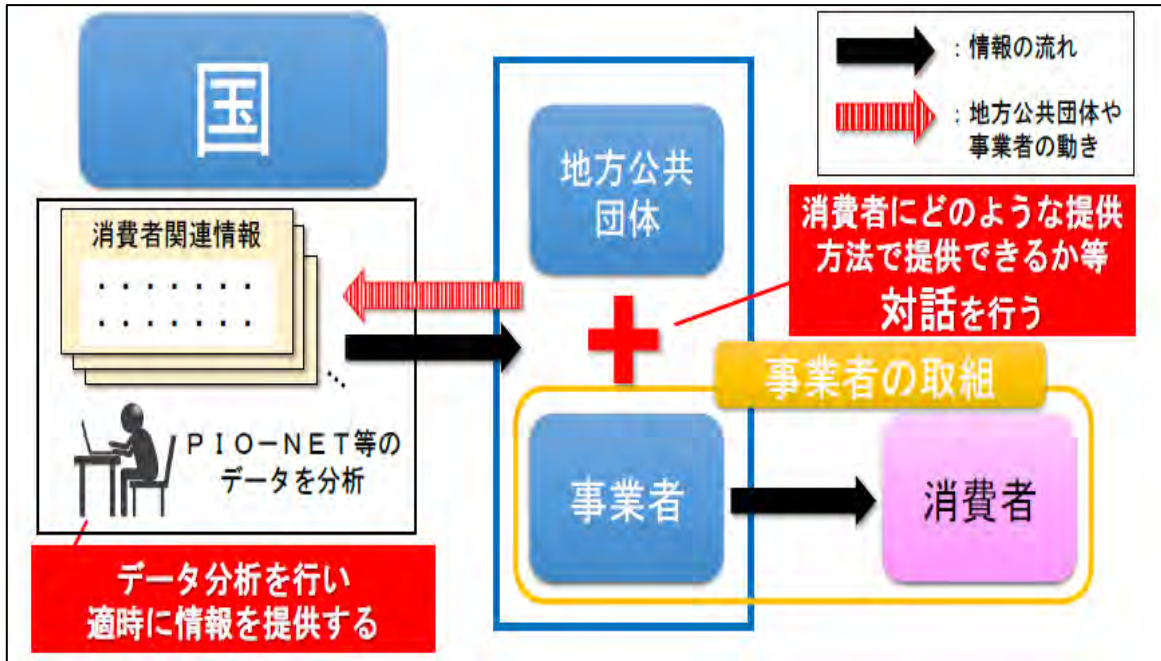 国
消費者関連情報
・・・・・・・
・・・・・・・
・・・
ＰＩＯ－ＮＥＴ等の
データを分析
データ分析を行い
適時に情報を提供する
地方公共
団体
事業者
事業者の取組
消費者
：情報の流れ
：地方公共団体や
事業者の動き
消費者にどのような提供
方法で提供できるか等
対話を行う